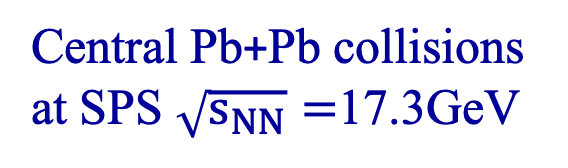 Central Pb+Pb collisions
at SPS √sNN =17.3GeV